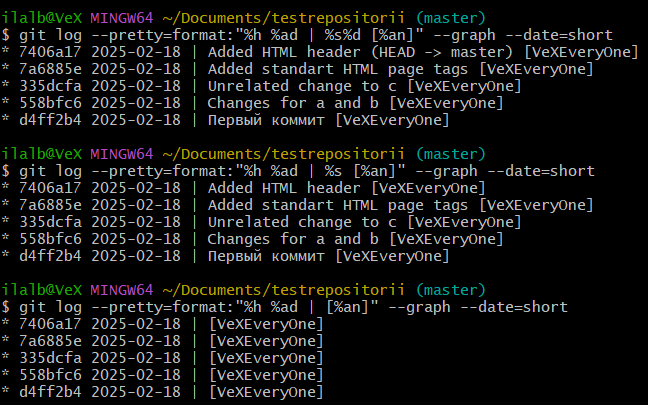 ilalb@VeX MINGW64 ~/Documents/testrepositorii (master)
$ git log --pretty=format:"%h %ad | %s%d [%an]" --graph --date=short
* 7406a17 2025-02-18 | Added HTML header (HEAD -> master) [VeXEveryOne]
* 7a6885e 2025-02-18 | Added standart HTML page tags [VeXEveryOne]
* 335dcfa 2025-02-18 | Unrelated change to c [VeXEveryOne]
* 558bfc6 2025-02-18 | Changes for a and b [VeXEveryOne]
* d4ff2b4 2025-02-18 | Первый коммит [VeXEveryOne]
ilalb@VeX MINGW64 ~/Documents/testrepositorii (master)
$ git log --pretty=format:"%h %ad | %s [%an]" --graph --date=short
* 7406a17 2025-02-18 | Added HTML header [VeXEveryOne]
* 7a6885e 2025-02-18 | Added standart HTML page tags [VeXEveryOne]
* 335dcfa 2025-02-18 | Unrelated change to c [VeXEveryOne]
* 558bfc6 2025-02-18 | Changes for a and b [VeXEveryOne]
* d4ff2b4 2025-02-18 | Первый коммит [VeXEveryOne]
ilalb@VeX MINGW64 ~/Documents/testrepositorii (master)
$ git log --pretty=format:"%h %ad | [%an]" --graph --date=short
* 7406a17 2025-02-18 | [VeXEveryOne]
* 7a6885e 2025-02-18 | [VeXEveryOne]
* 335dcfa 2025-02-18 | [VeXEveryOne]
* 558bfc6 2025-02-18 | [VeXEveryOne]
* d4ff2b4 2025-02-18 | [VeXEveryOne]